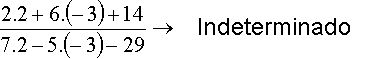 2.2 + 6.(−3) + 14
7.2 − 5.(−3) − 29 → Indeterminado